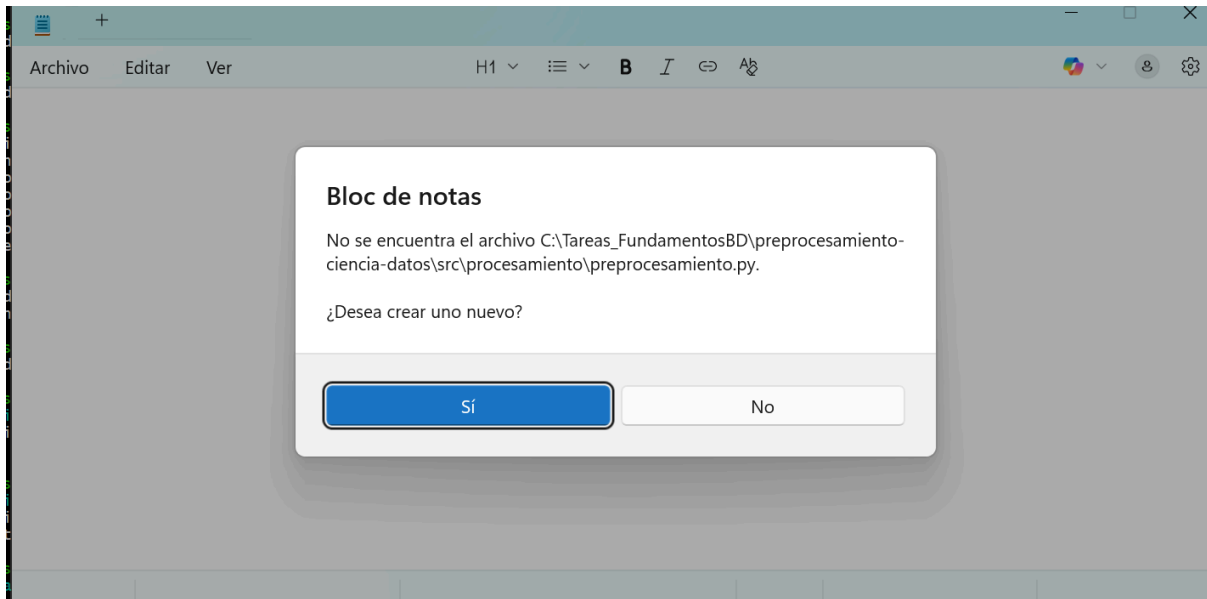 Archivo Editar Ver H1 B I
Bloc de notas
No se encuentra el archivo C:\Tareas_FundamentosBD\preprocesamiento-
ciencia-datos\src\procesamiento\preprocesamiento.py.
¿Desea crear uno nuevo?
Sí No